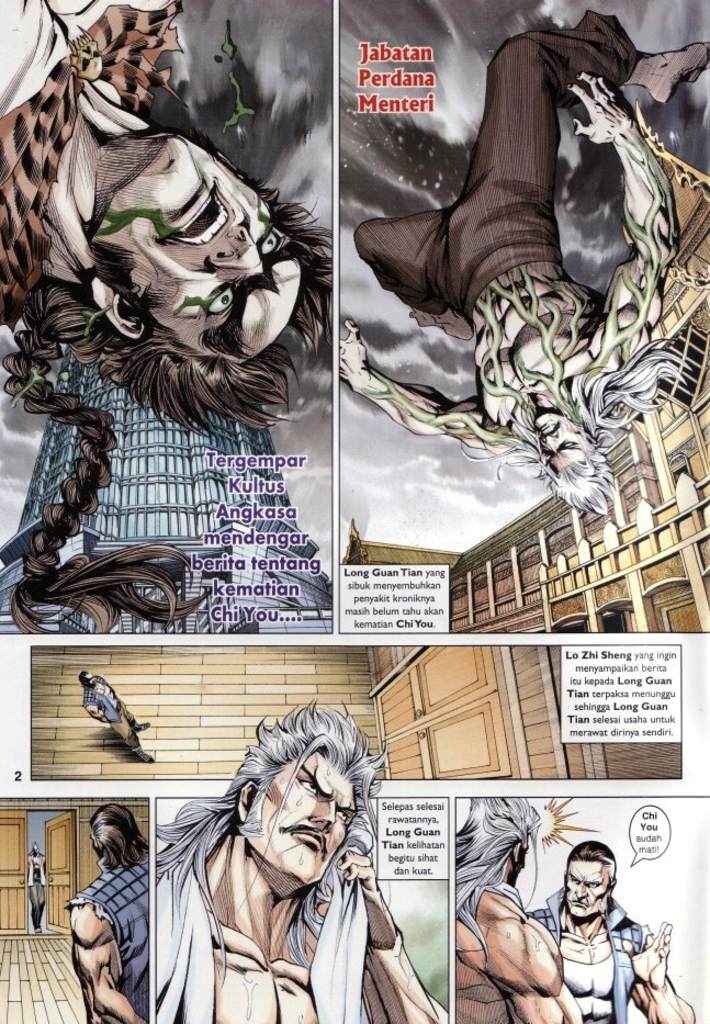 Jabatan
Perdana
Menteri
Tergempar
Kultus
Angkasa
mendengar
berita tentang
kematian
Chi You....
Long Guan Tian yang
sibuk menyembuhkan
penyakit kroniknya
masih belum tahu akan
kematian Chi You.
Lo Zhi Sheng yang ingin
menyampaikan berita
itu kepada Long Guan
Tian terpaksa menunggu
sehingga Long Guan
Tian selesai usaha untuk
merawat dirinya sendiri.
2
Selepas selesai
rawatannya,
Long Guan
Tian kelihatan
begitu sihat
dan kuat.
Chi
You
sudah
mati!